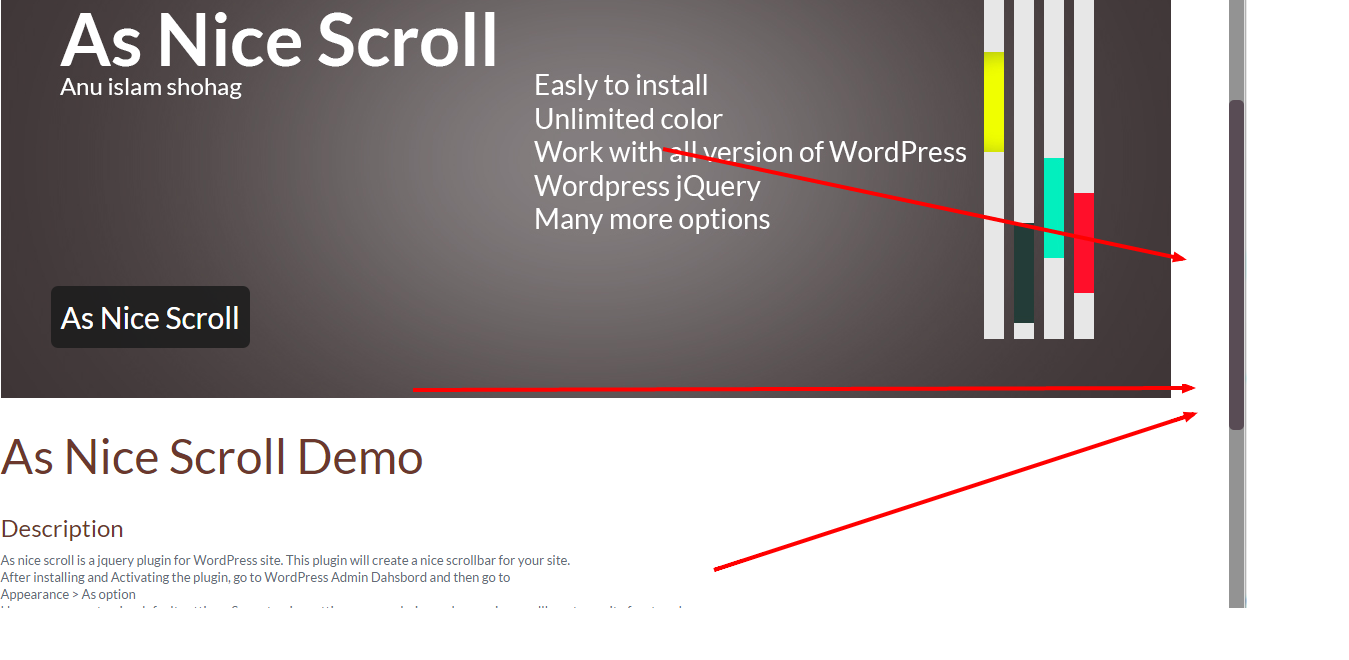 As Nice Scroll
Anu islam shohag
Easly to install
Unlimited color
Work with all version of WordPress
Wordpress jQuery
Many more options
As Nice Scroll
As Nice Scroll Demo
Description
As nice scroll is a jquery plugin for WordPress site. This plugin will create a nice scrollbar for your site.
After installing and Activating the plugin, go to WordPress Admin Dahsbord and then go to
Appearance > As option